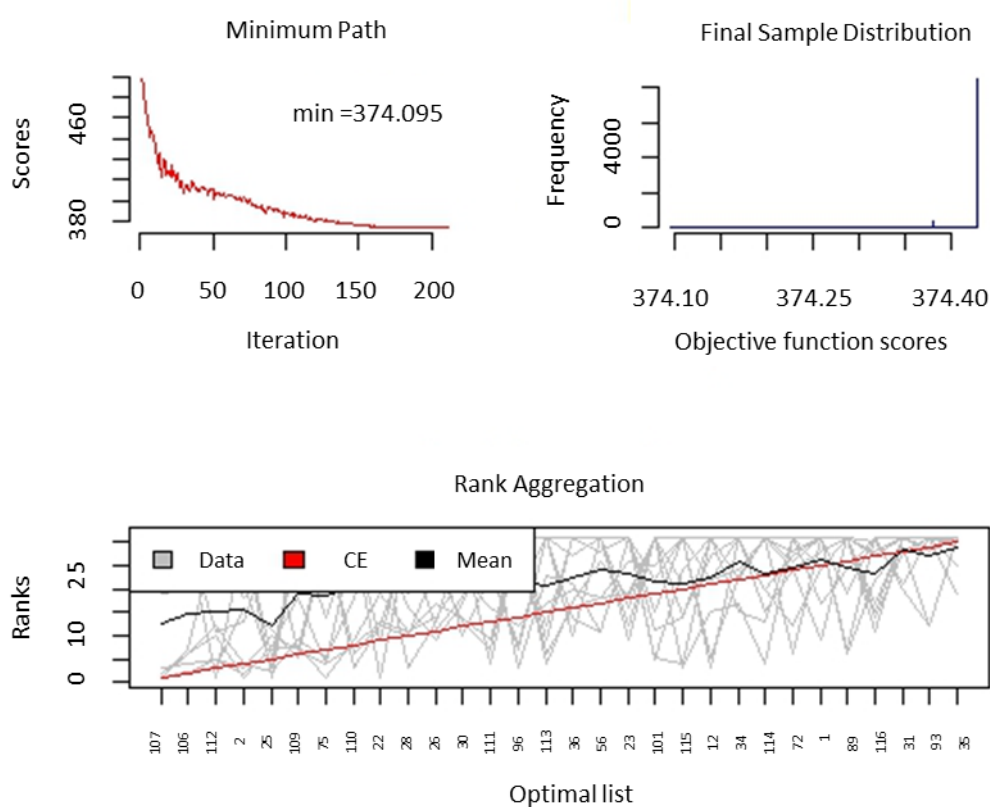 Minimum Path
Scores
460
380
min =374.095
0 50 100 150 200
Iteration
Final Sample Distribution
Frequency
4000
0
374.10 374.25 374.40
Objective function scores
Rank Aggregation
Data CE Mean
Ranks
25
10
0
107 106 112 2 25 109 75 110 22 28 26 30 111 96 113 36 56 23 101 115 12 34 114 72 1 89 116 31 93 35
Optimal list